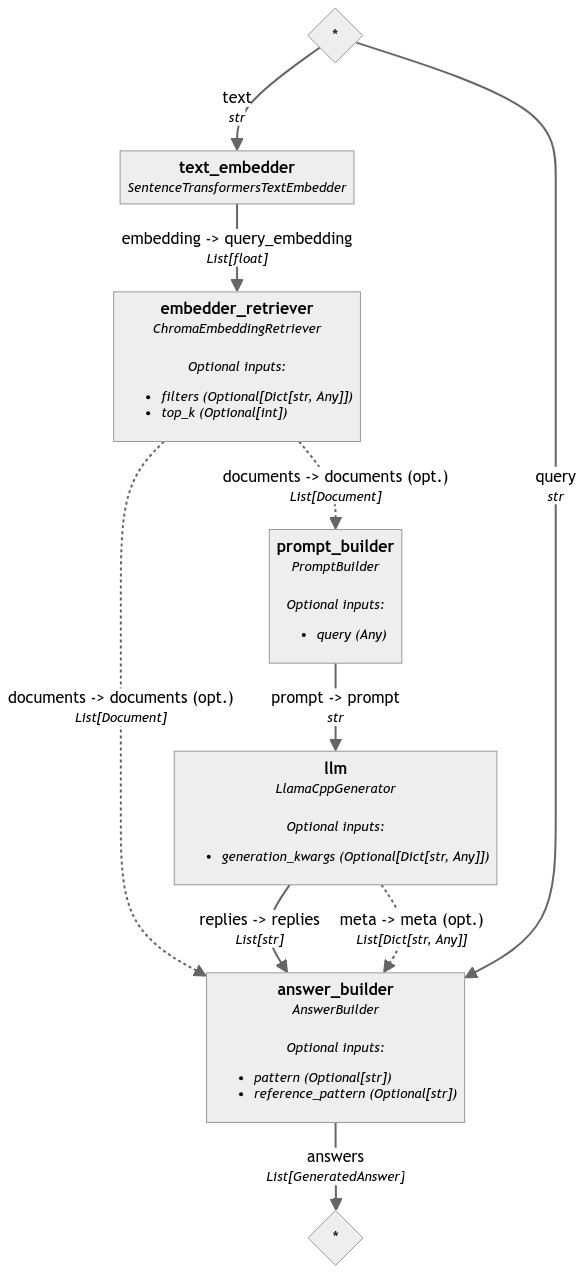 *
text
str
text_embedder
SentenceTransformersTextEmbedder
embedding -> query_embedding
List[float]
embedder_retriever
ChromaEmbeddingRetriever
Optional inputs:
• filters (Optional[Dict[str, Any]])
• top_k (Optional[int])
documents -> documents (opt.)
List[Document]
query
str
prompt_builder
PromptBuilder
Optional inputs:
• query (Any)
documents -> documents (opt.)
List[Document]
prompt -> prompt
str
llm
LlamaCppGenerator
Optional inputs:
• generation_kwargs (Optional[Dict[str, Any]])
replies -> replies
List[str]
meta -> meta (opt.)
List[Dict[str, Any]]
answer_builder
AnswerBuilder
Optional inputs:
• pattern (Optional[str])
• reference_pattern (Optional[str])
answers
List[GeneratedAnswer]
*